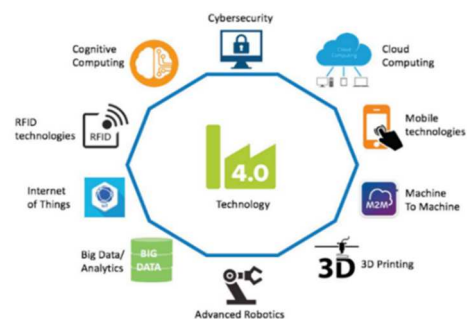 Cybersecurity
Cognitive
Computing
Cloud Computing
Cloud
Computing
RFID
technologies
RFID
Mobile
technologies
4.0
Technology
Internet
of Things
IoT
Machine
To Machine
M2M
Big Data/
Analytics
BIG
DATA
3D
3D Printing
Advanced Robotics